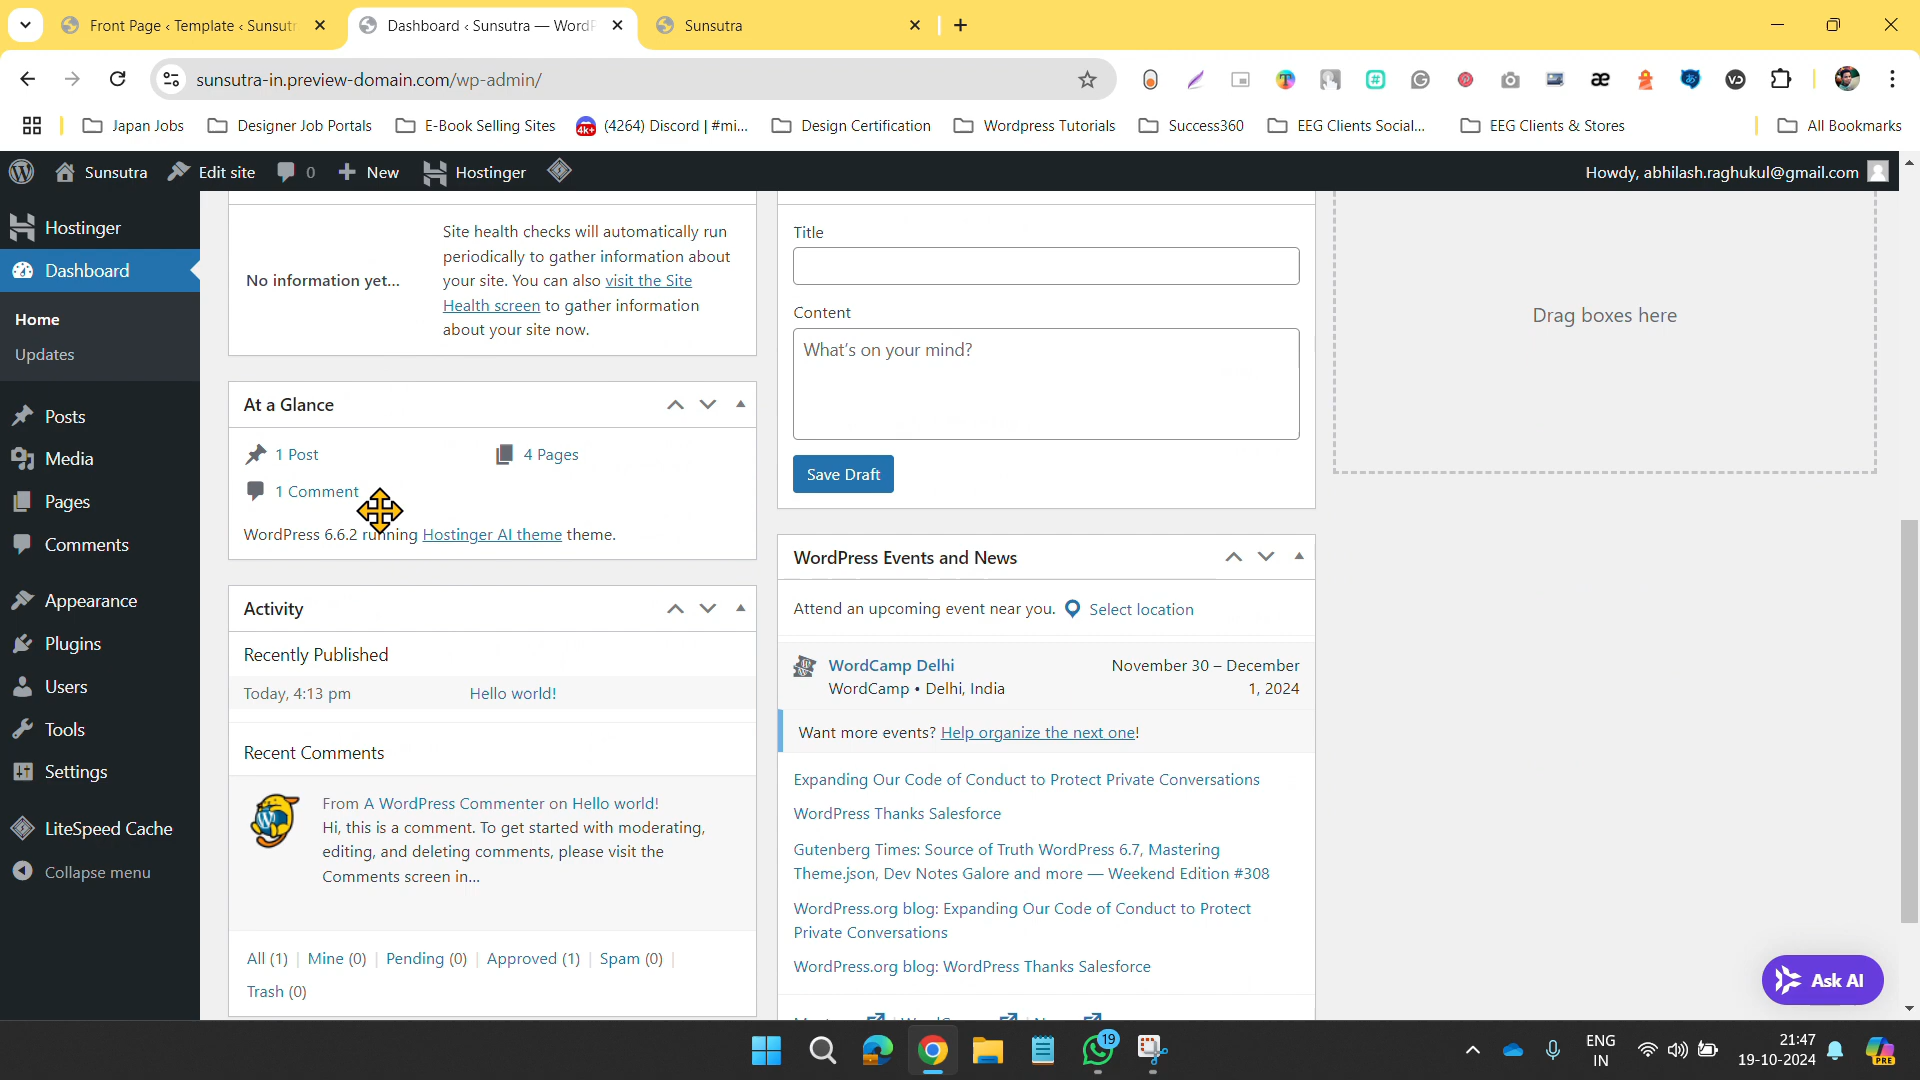 Front Page ‹ Template ‹ Sunsutr
Dashboard ‹ Sunsutra — WordP
Sunsutra
sunsutra-in.preview-domain.com/wp-admin/
Japan Jobs
Designer Job Portals
E-Book Selling Sites
4k+
(4264) Discord | #mi...
Design Certification
Wordpress Tutorials
Success360
EEG Clients Social...
EEG Clients & Stores
All Bookmarks
Sunsutra
Edit site
0
New
Hostinger
Howdy, abhilash.raghukul@gmail.com
Hostinger
Dashboard
Home
Updates
Posts
Media
Pages
Comments
Appearance
Plugins
Users
Tools
Settings
LiteSpeed Cache
Collapse menu
No information yet...
Site health checks will automatically run
periodically to gather information about
your site. You can also visit the Site
Health screen to gather information
about your site now.
At a Glance
1 Post
4 Pages
1 Comment
WordPress 6.6.2 running Hostinger AI theme theme.
Activity
Recently Published
Today, 4:13 pm
Hello world!
Recent Comments
From A WordPress Commenter on Hello world!
Hi, this is a comment. To get started with moderating,
editing, and deleting comments, please visit the
Comments screen in...
All (1) | Mine (0) | Pending (0) | Approved (1) | Spam (0) |
Trash (0)
Title
Content
What's on your mind?
Save Draft
WordPress Events and News
Attend an upcoming event near you.
Select location
WordCamp Delhi
WordCamp • Delhi, India
November 30 – December
1, 2024
Want more events? Help organize the next one!
Expanding Our Code of Conduct to Protect Private Conversations
WordPress Thanks Salesforce
Gutenberg Times: Source of Truth WordPress 6.7, Mastering
Theme.json, Dev Notes Galore and more — Weekend Edition #308
WordPress.org blog: Expanding Our Code of Conduct to Protect
Private Conversations
WordPress.org blog: WordPress Thanks Salesforce
Drag boxes here
Ask AI
19
ENG
IN
21:47
19-10-2024
PRE